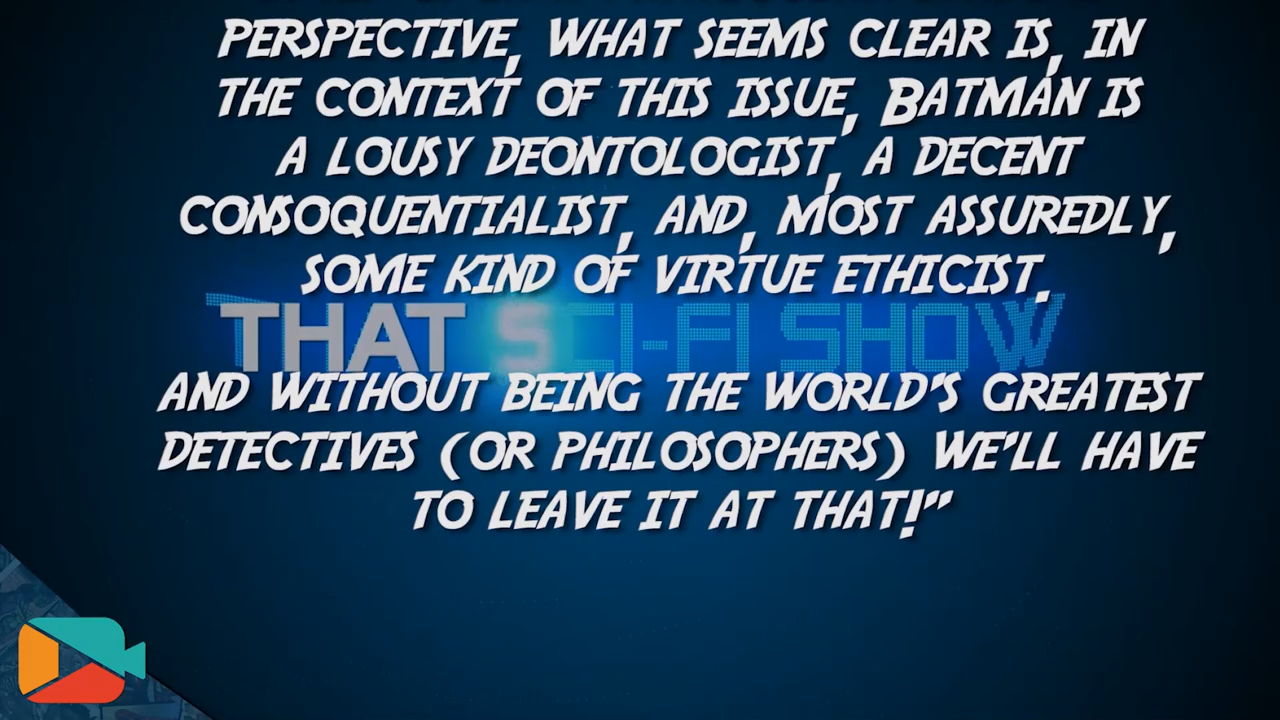 PERSPECTIVE, WHAT SEEMS CLEAR IS, IN
THE CONTEXT OF THIS ISSUE, BATMAN IS
A LOUSY DEONTOLOGIST, A DECENT
CONSOQUENTIALIST, AND, MOST ASSUREDLY,
SOME KIND OF VIRTUE ETHICIST.
THAT SCI-FI SHOW
AND WITHOUT BEING THE WORLD'S GREATEST
DETECTIVES (OR PHILOSOPHERS) WE'LL HAVE
TO LEAVE IT AT THAT!"